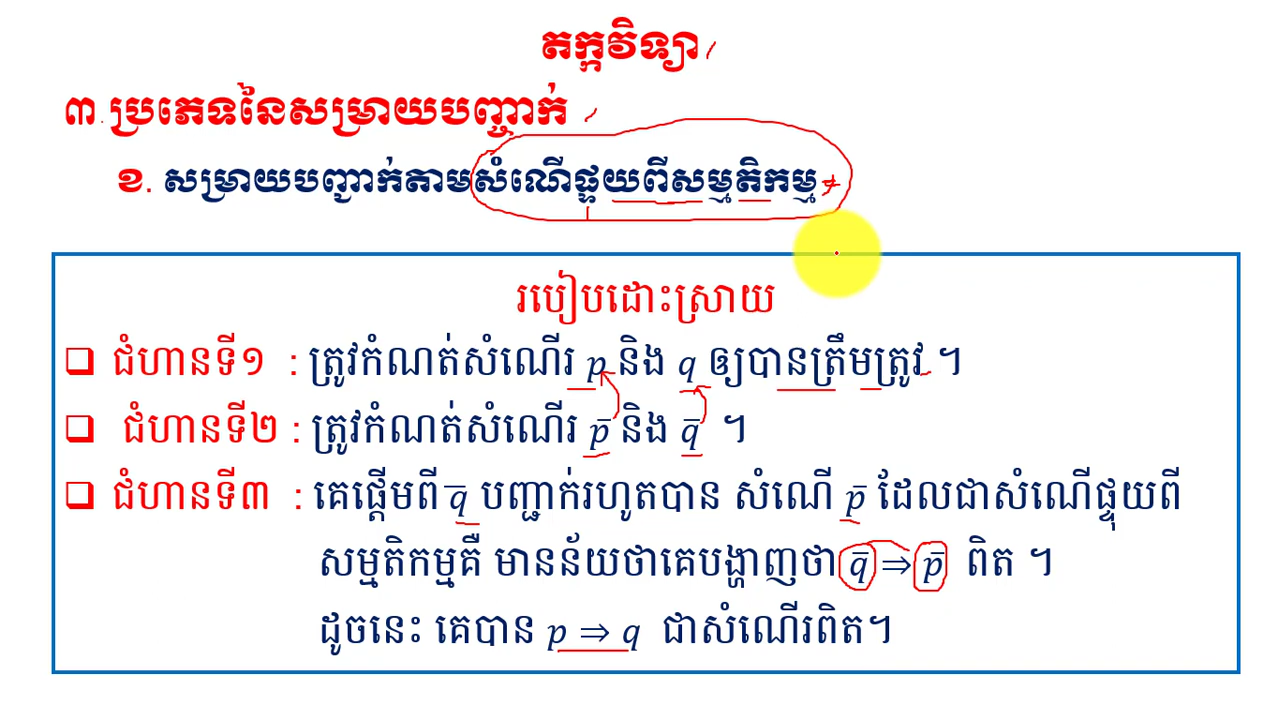 តក្កវិទ្យា
៣.ប្រភេទនៃសម្រាយបញ្ជាក់
ខ. សម្រាយបញ្ជាក់តាមសំណើផ្ទុយពីសម្មតិកម្ម
របៀបដោះស្រាយ
❑ ជំហានទី១ : ត្រូវកំណត់សំណើរ p និង q ឲ្យបានត្រឹមត្រូវ ។
❑ ជំហានទី២ : ត្រូវកំណត់សំណើរ p̅ និង q̅ ។
❑ ជំហានទី៣ : គេផ្តើមពី q̅ បញ្ជាក់រហូតបាន សំណើ p̅ ដែលជាសំណើផ្ទុយពី
សម្មតិកម្មគឺ មានន័យថាគេបង្ហាញថា q̅ ⇒ p̅ ពិត ។
ដូចនេះ គេបាន p ⇒ q ជាសំណើរពិត។